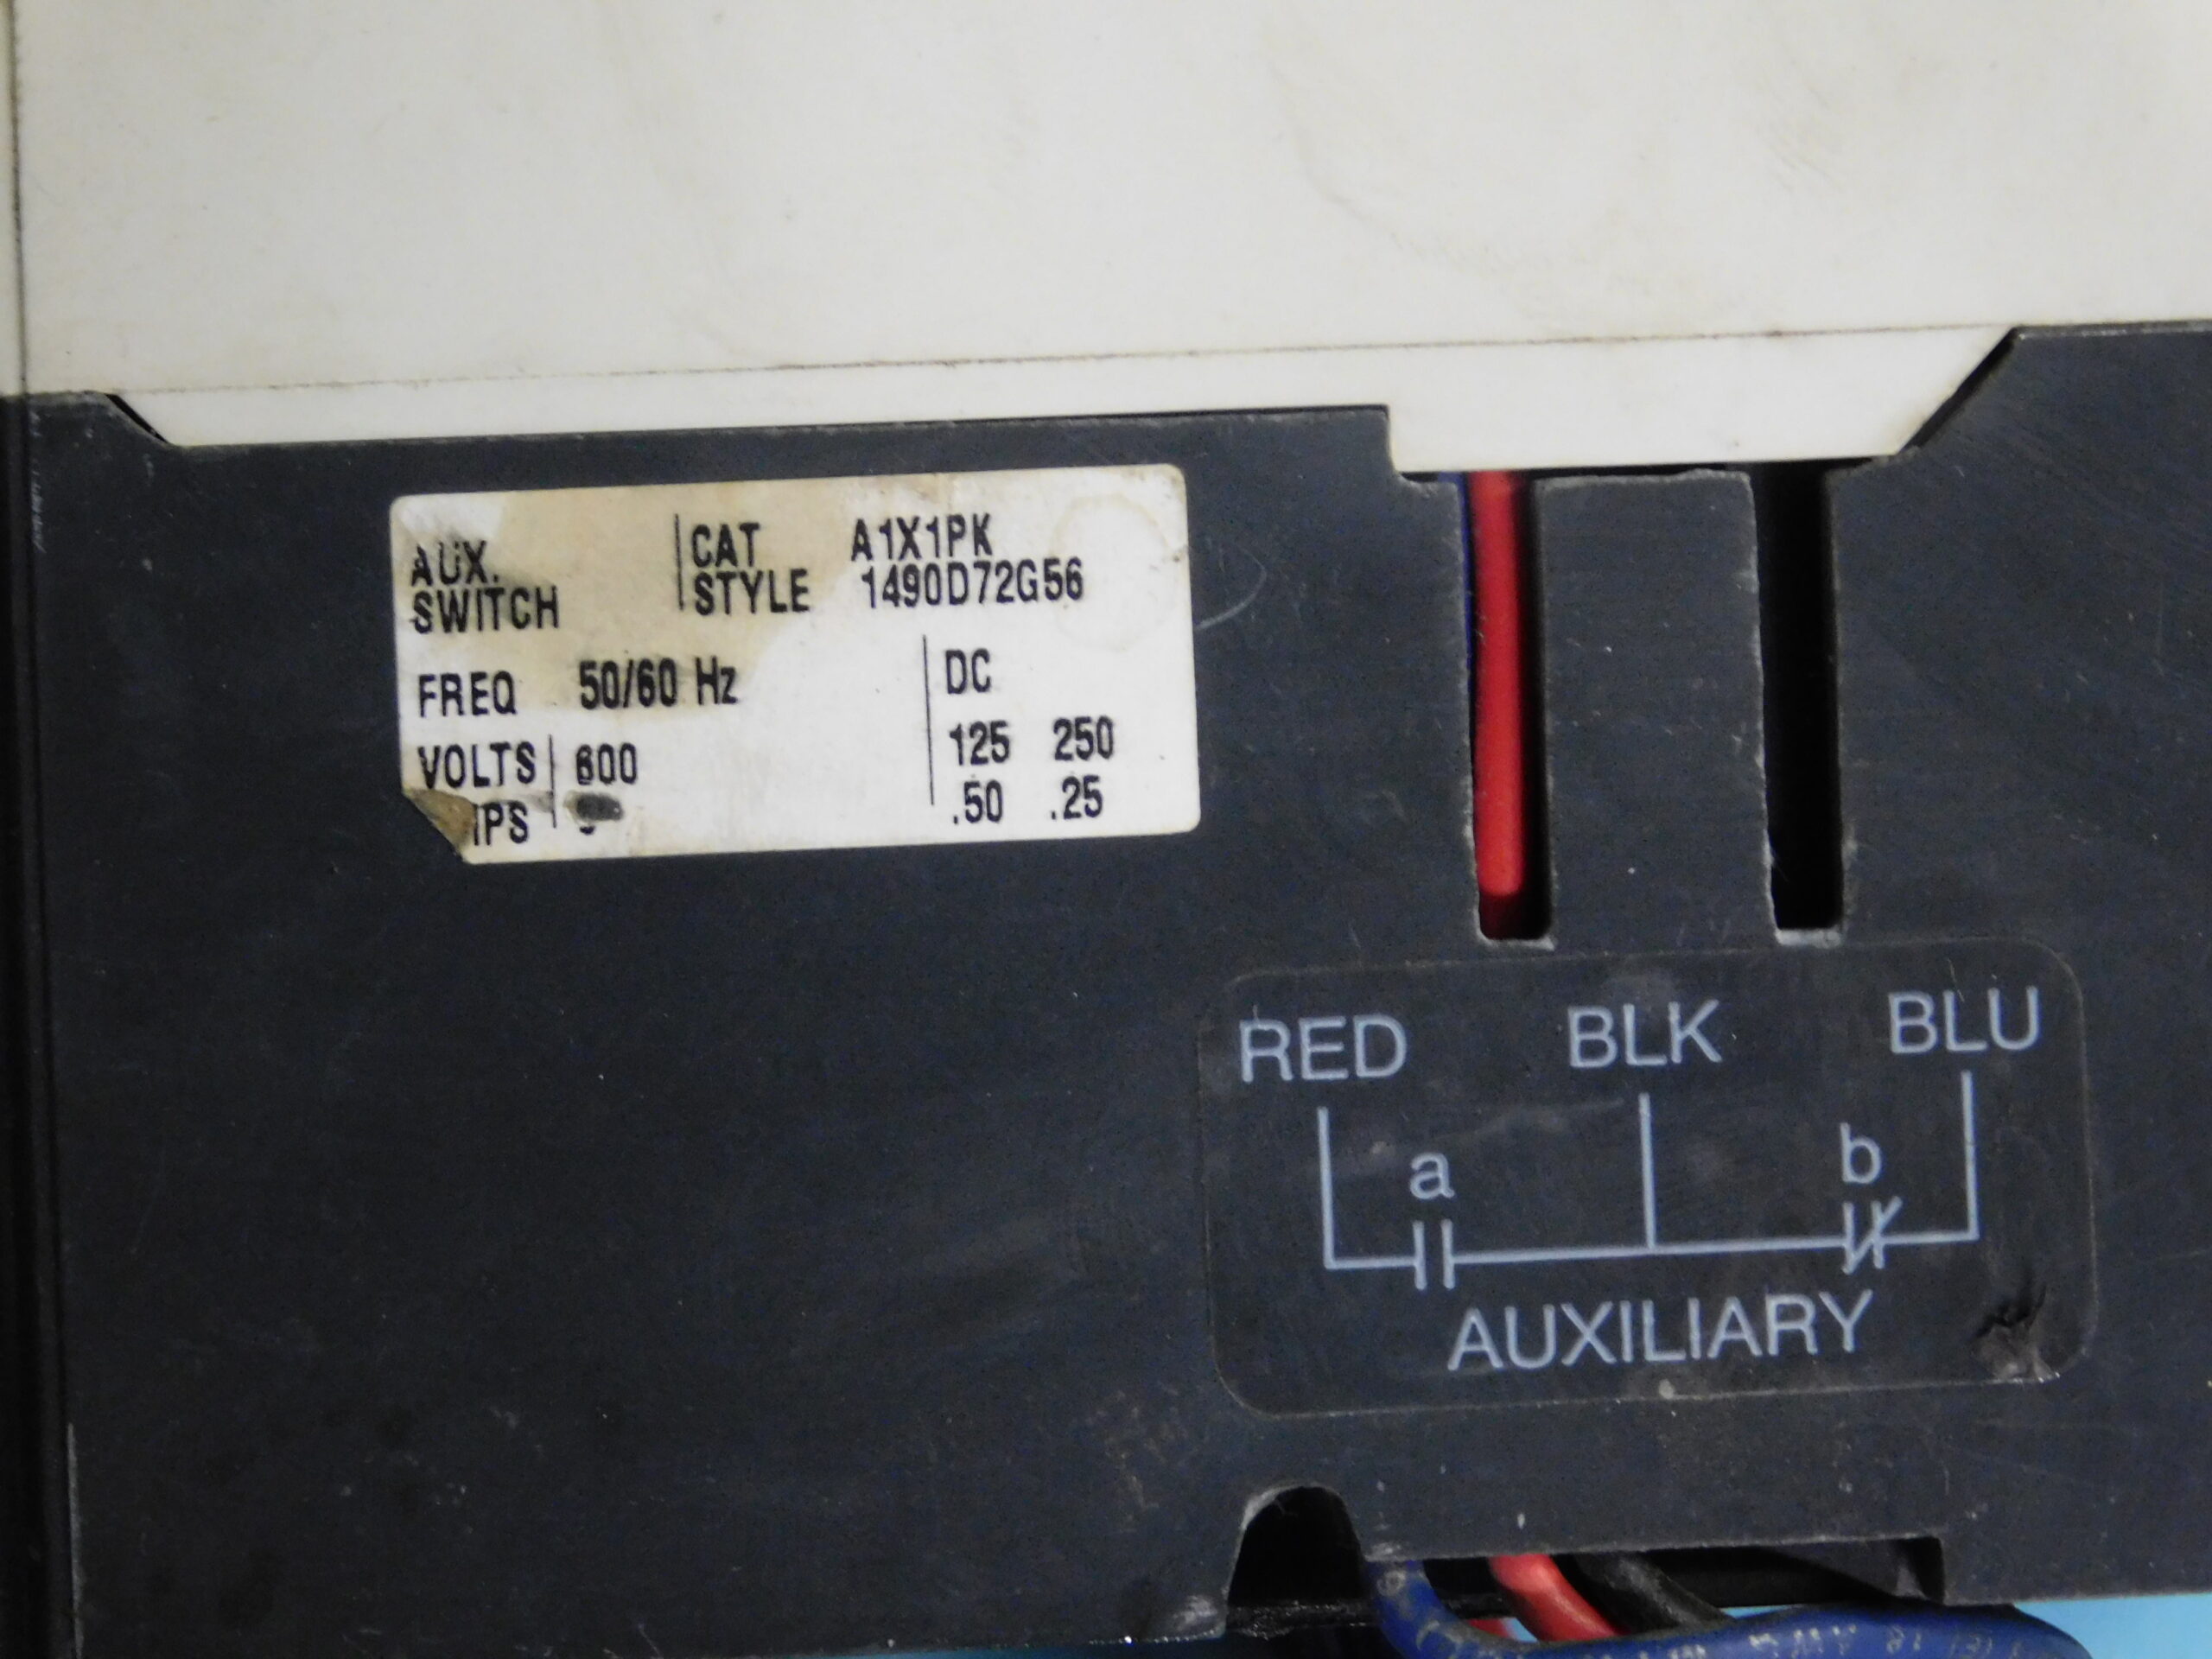 AUX. CAT A1X1PK
SWITCH STYLE 1490D72G56
FREQ 50/60 Hz DC
VOLTS 600 125 250
.50 .25
RED BLK BLU
a b
AUXILIARY